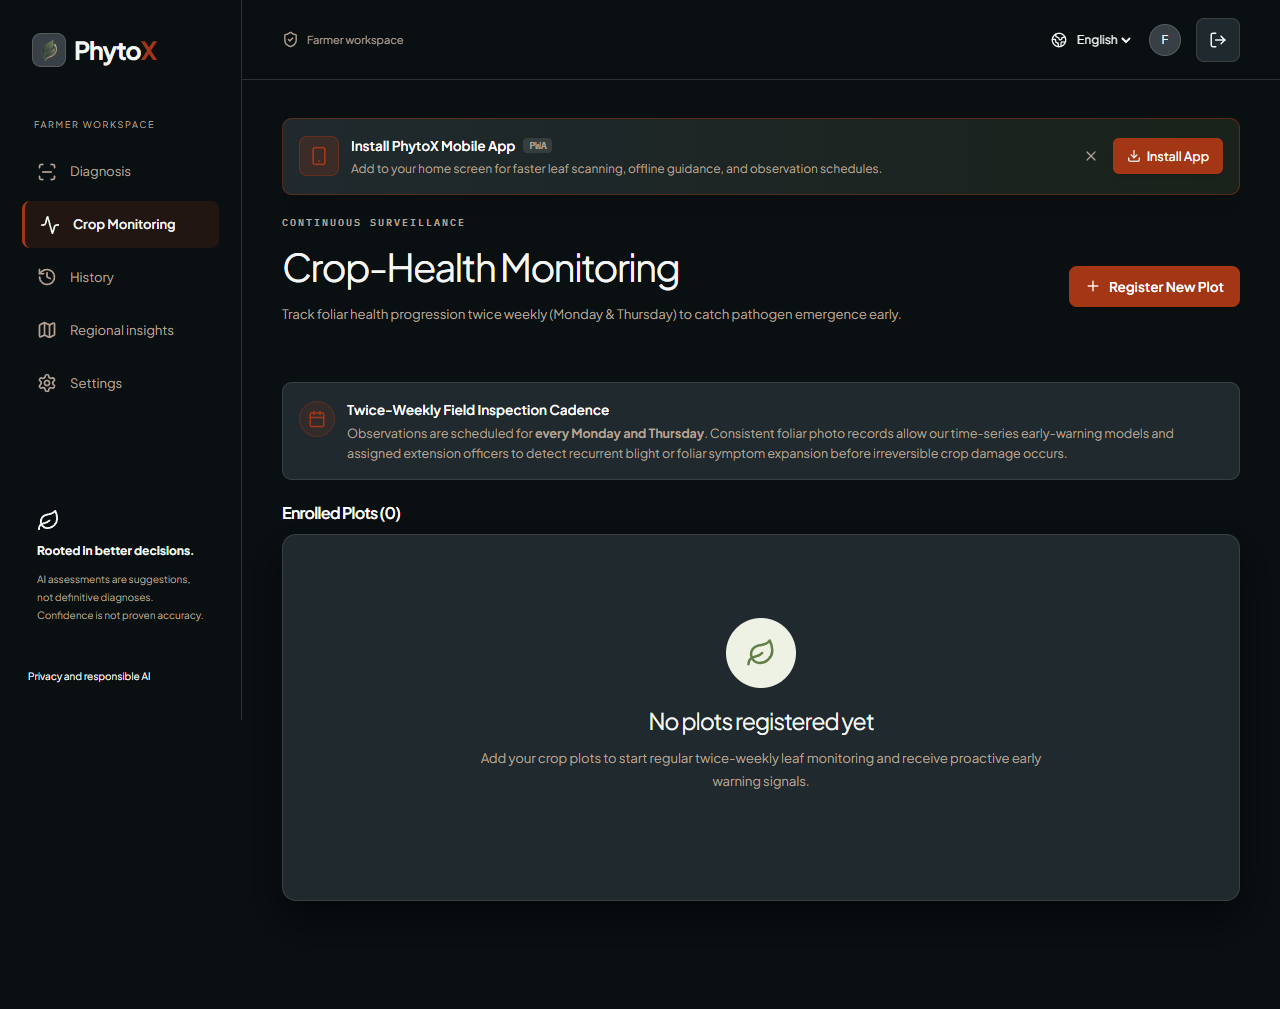 PhytoX
Farmer workspace
English
F
FARMER WORKSPACE
Diagnosis
Crop Monitoring
History
Regional insights
Settings
Rooted in better decisions.
AI assessments are suggestions,
not definitive diagnoses.
Confidence is not proven accuracy.
Privacy and responsible AI
Install PhytoX Mobile App PWA
Add to your home screen for faster leaf scanning, offline guidance, and observation schedules.
Install App
CONTINUOUS SURVEILLANCE
Crop-Health Monitoring
Track foliar health progression twice weekly (Monday & Thursday) to catch pathogen emergence early.
Register New Plot
Twice-Weekly Field Inspection Cadence
Observations are scheduled for every Monday and Thursday. Consistent foliar photo records allow our time-series early-warning models and
assigned extension officers to detect recurrent blight or foliar symptom expansion before irreversible crop damage occurs.
Enrolled Plots (0)
No plots registered yet
Add your crop plots to start regular twice-weekly leaf monitoring and receive proactive early
warning signals.